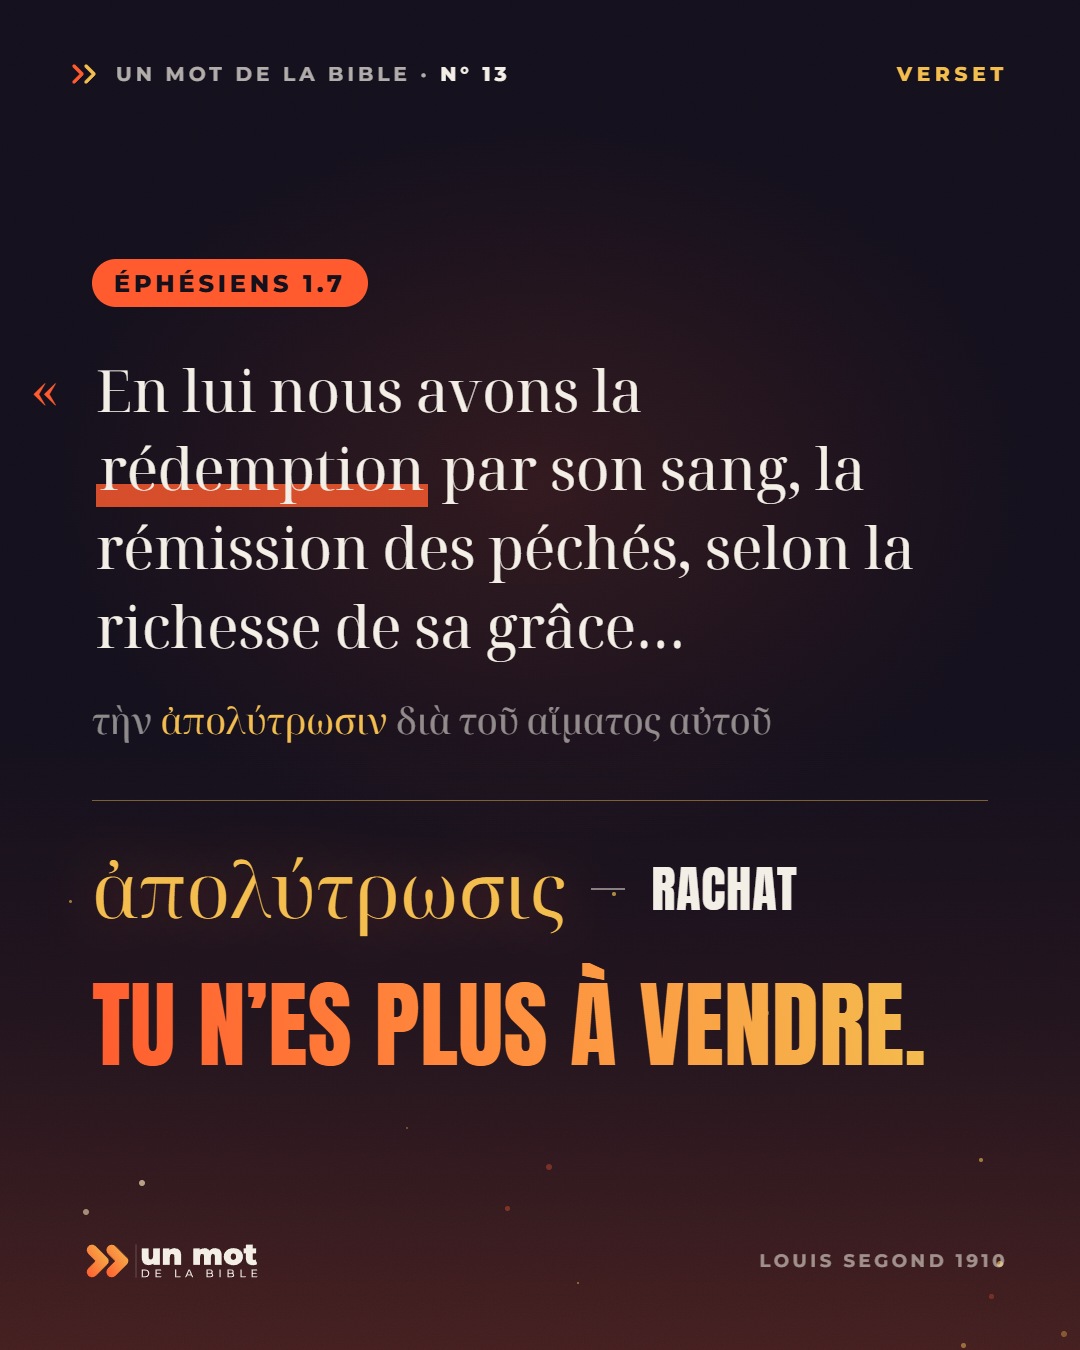 UN MOT DE LA BIBLE · N° 13
VERSET
ÉPHÉSIENS 1.7
« En lui nous avons la
rédemption par son sang, la
rémission des péchés, selon la
richesse de sa grâce…
τὴν ἀπολύτρωσιν διὰ τοῦ αἵματος αὐτοῦ
ἀπολύτρωσις — RACHAT
TU N’ES PLUS À VENDRE.
un mot
DE LA BIBLE
LOUIS SEGOND 1910